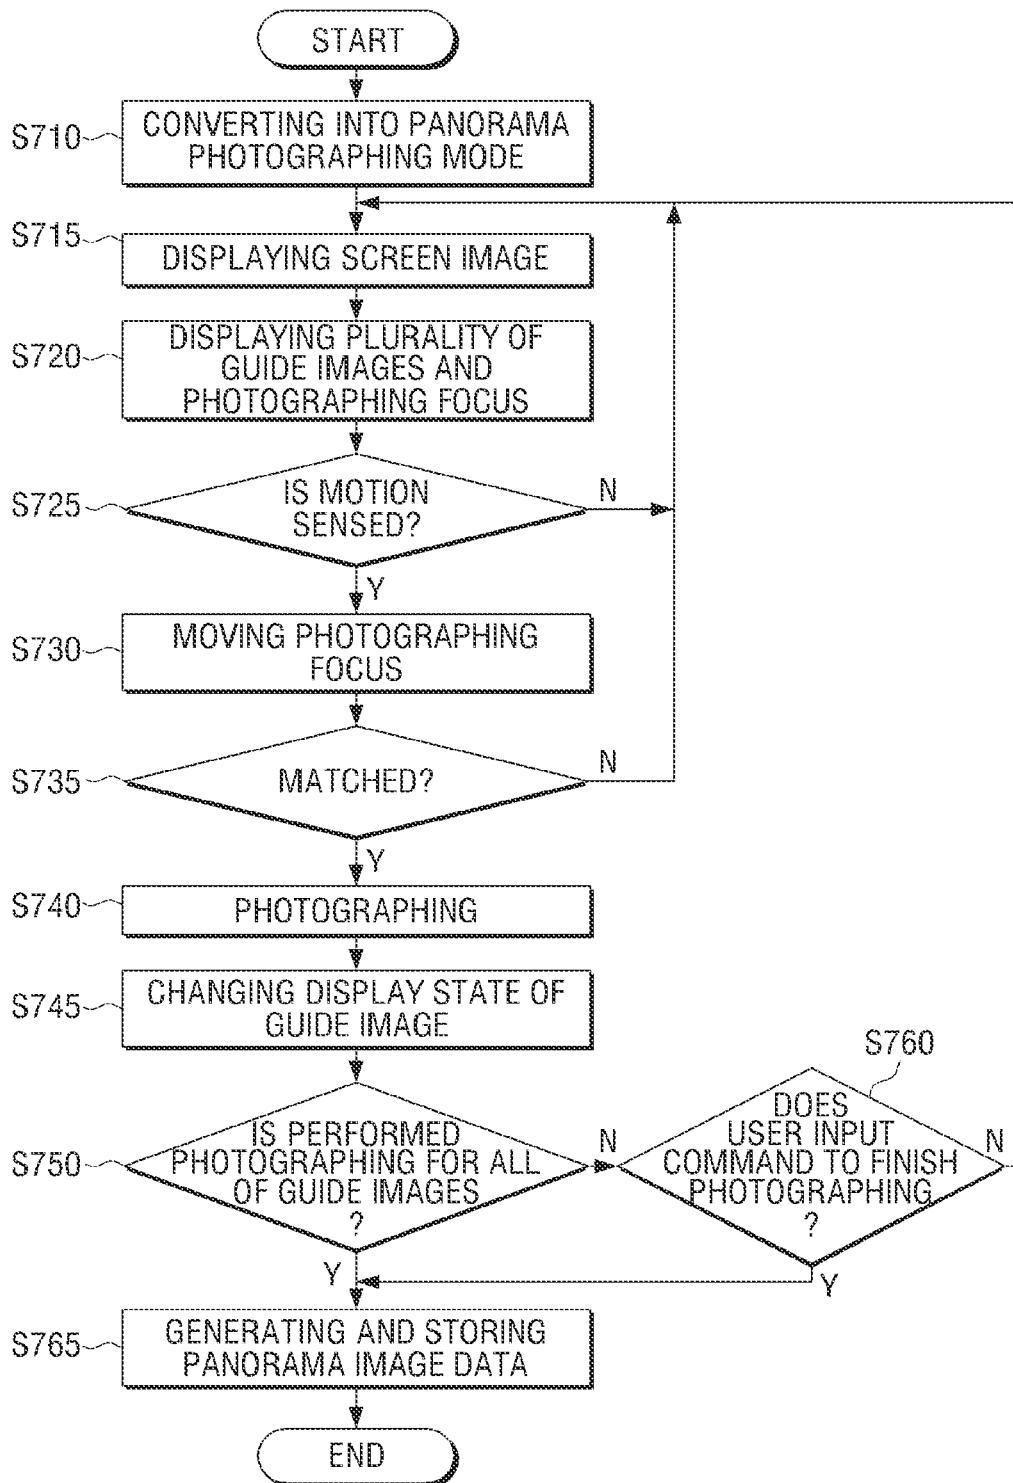 START
S710
CONVERTING INTO PANORAMA
PHOTOGRAPHING MODE
S715
DISPLAYING SCREEN IMAGE
S720
DISPLAYING PLURALITY OF
GUIDE IMAGES AND
PHOTOGRAPHING FOCUS
S725
IS MOTION
SENSED?
N
Y
S730
MOVING PHOTOGRAPHING
FOCUS
S735
MATCHED?
N
Y
S740
PHOTOGRAPHING
S745
CHANGING DISPLAY STATE OF
GUIDE IMAGE
S750
IS PERFORMED
PHOTOGRAPHING FOR ALL
OF GUIDE IMAGES
?
N
Y
S760
DOES
USER INPUT
COMMAND TO FINISH
PHOTOGRAPHING
?
N
Y
S765
GENERATING AND STORING
PANORAMA IMAGE DATA
END